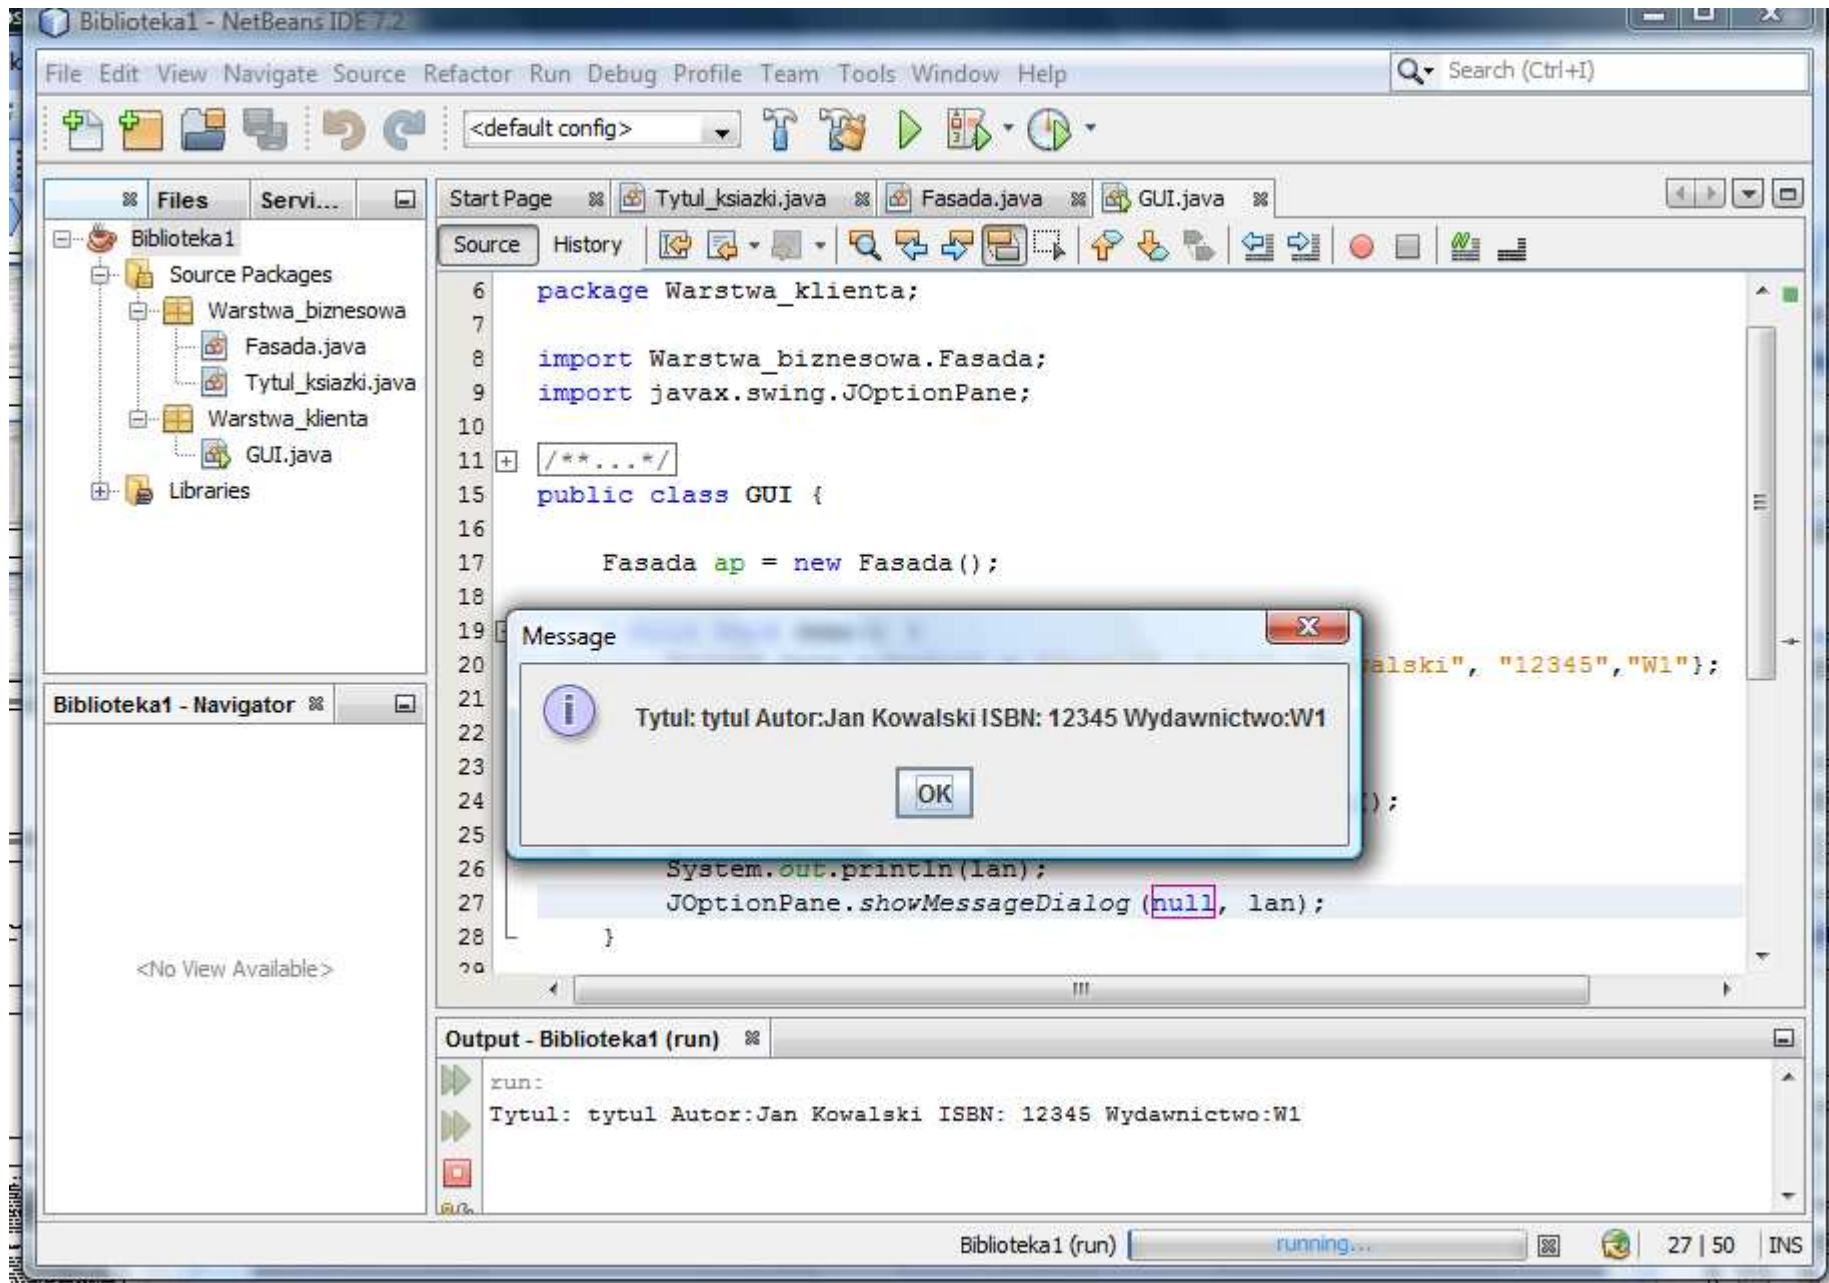 Biblioteka1 - NetBeans IDE 7.2
File Edit View Navigate Source Refactor Run Debug Profile Team Tools Window Help
Search (Ctrl+I)
<default config>
Files Servi...
Biblioteka1
Source Packages
Warstwa_biznesowa
Fasada.java
Tytul_ksiazki.java
Warstwa_klienta
GUI.java
Libraries
Biblioteka1 - Navigator
<No View Available>
Start Page Tytul_ksiazki.java Fasada.java GUI.java
Source History
6 package Warstwa_klienta;
7
8 import Warstwa_biznesowa.Fasada;
9 import javax.swing.JOptionPane;
10
11 /**...*/
15 public class GUI {
16
17 Fasada ap = new Fasada();
18
19
20 alski", "12345","W1"};
21
22
23
24 );
25
26 System.out.println(lan);
27 JOptionPane.showMessageDialog(null, lan);
28 }
29
Message
Tytul: tytul Autor:Jan Kowalski ISBN: 12345 Wydawnictwo:W1
OK
Output - Biblioteka1 (run)
run:
Tytul: tytul Autor:Jan Kowalski ISBN: 12345 Wydawnictwo:W1
Biblioteka1 (run) running... 27 | 50 INS